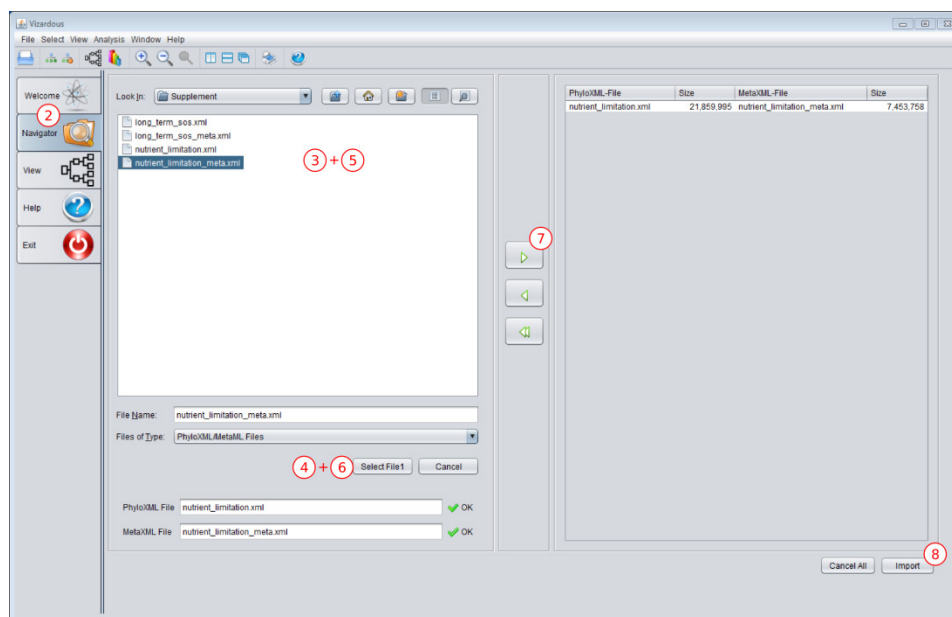 Vizardous
File Select View Analysis Window Help
Welcome
2
Navigator
View
Help
Exit
Look In: Supplement
long_term_sos.xml
long_term_sos_meta.xml
nutrient_limitation.xml
nutrient_limitation_meta.xml
3 + 5
File Name: nutrient_limitation_meta.xml
Files of Type: PhyloXML/MetaML Files
4 + 6 Select File1 Cancel
PhyloXML File nutrient_limitation.xml OK
MetaXML File nutrient_limitation_meta.xml OK
7
PhyloXML-File Size MetaXML-File Size
nutrient_limitation.xml 21,859,995 nutrient_limitation_meta.xml 7,453,758
8
Cancel All Import